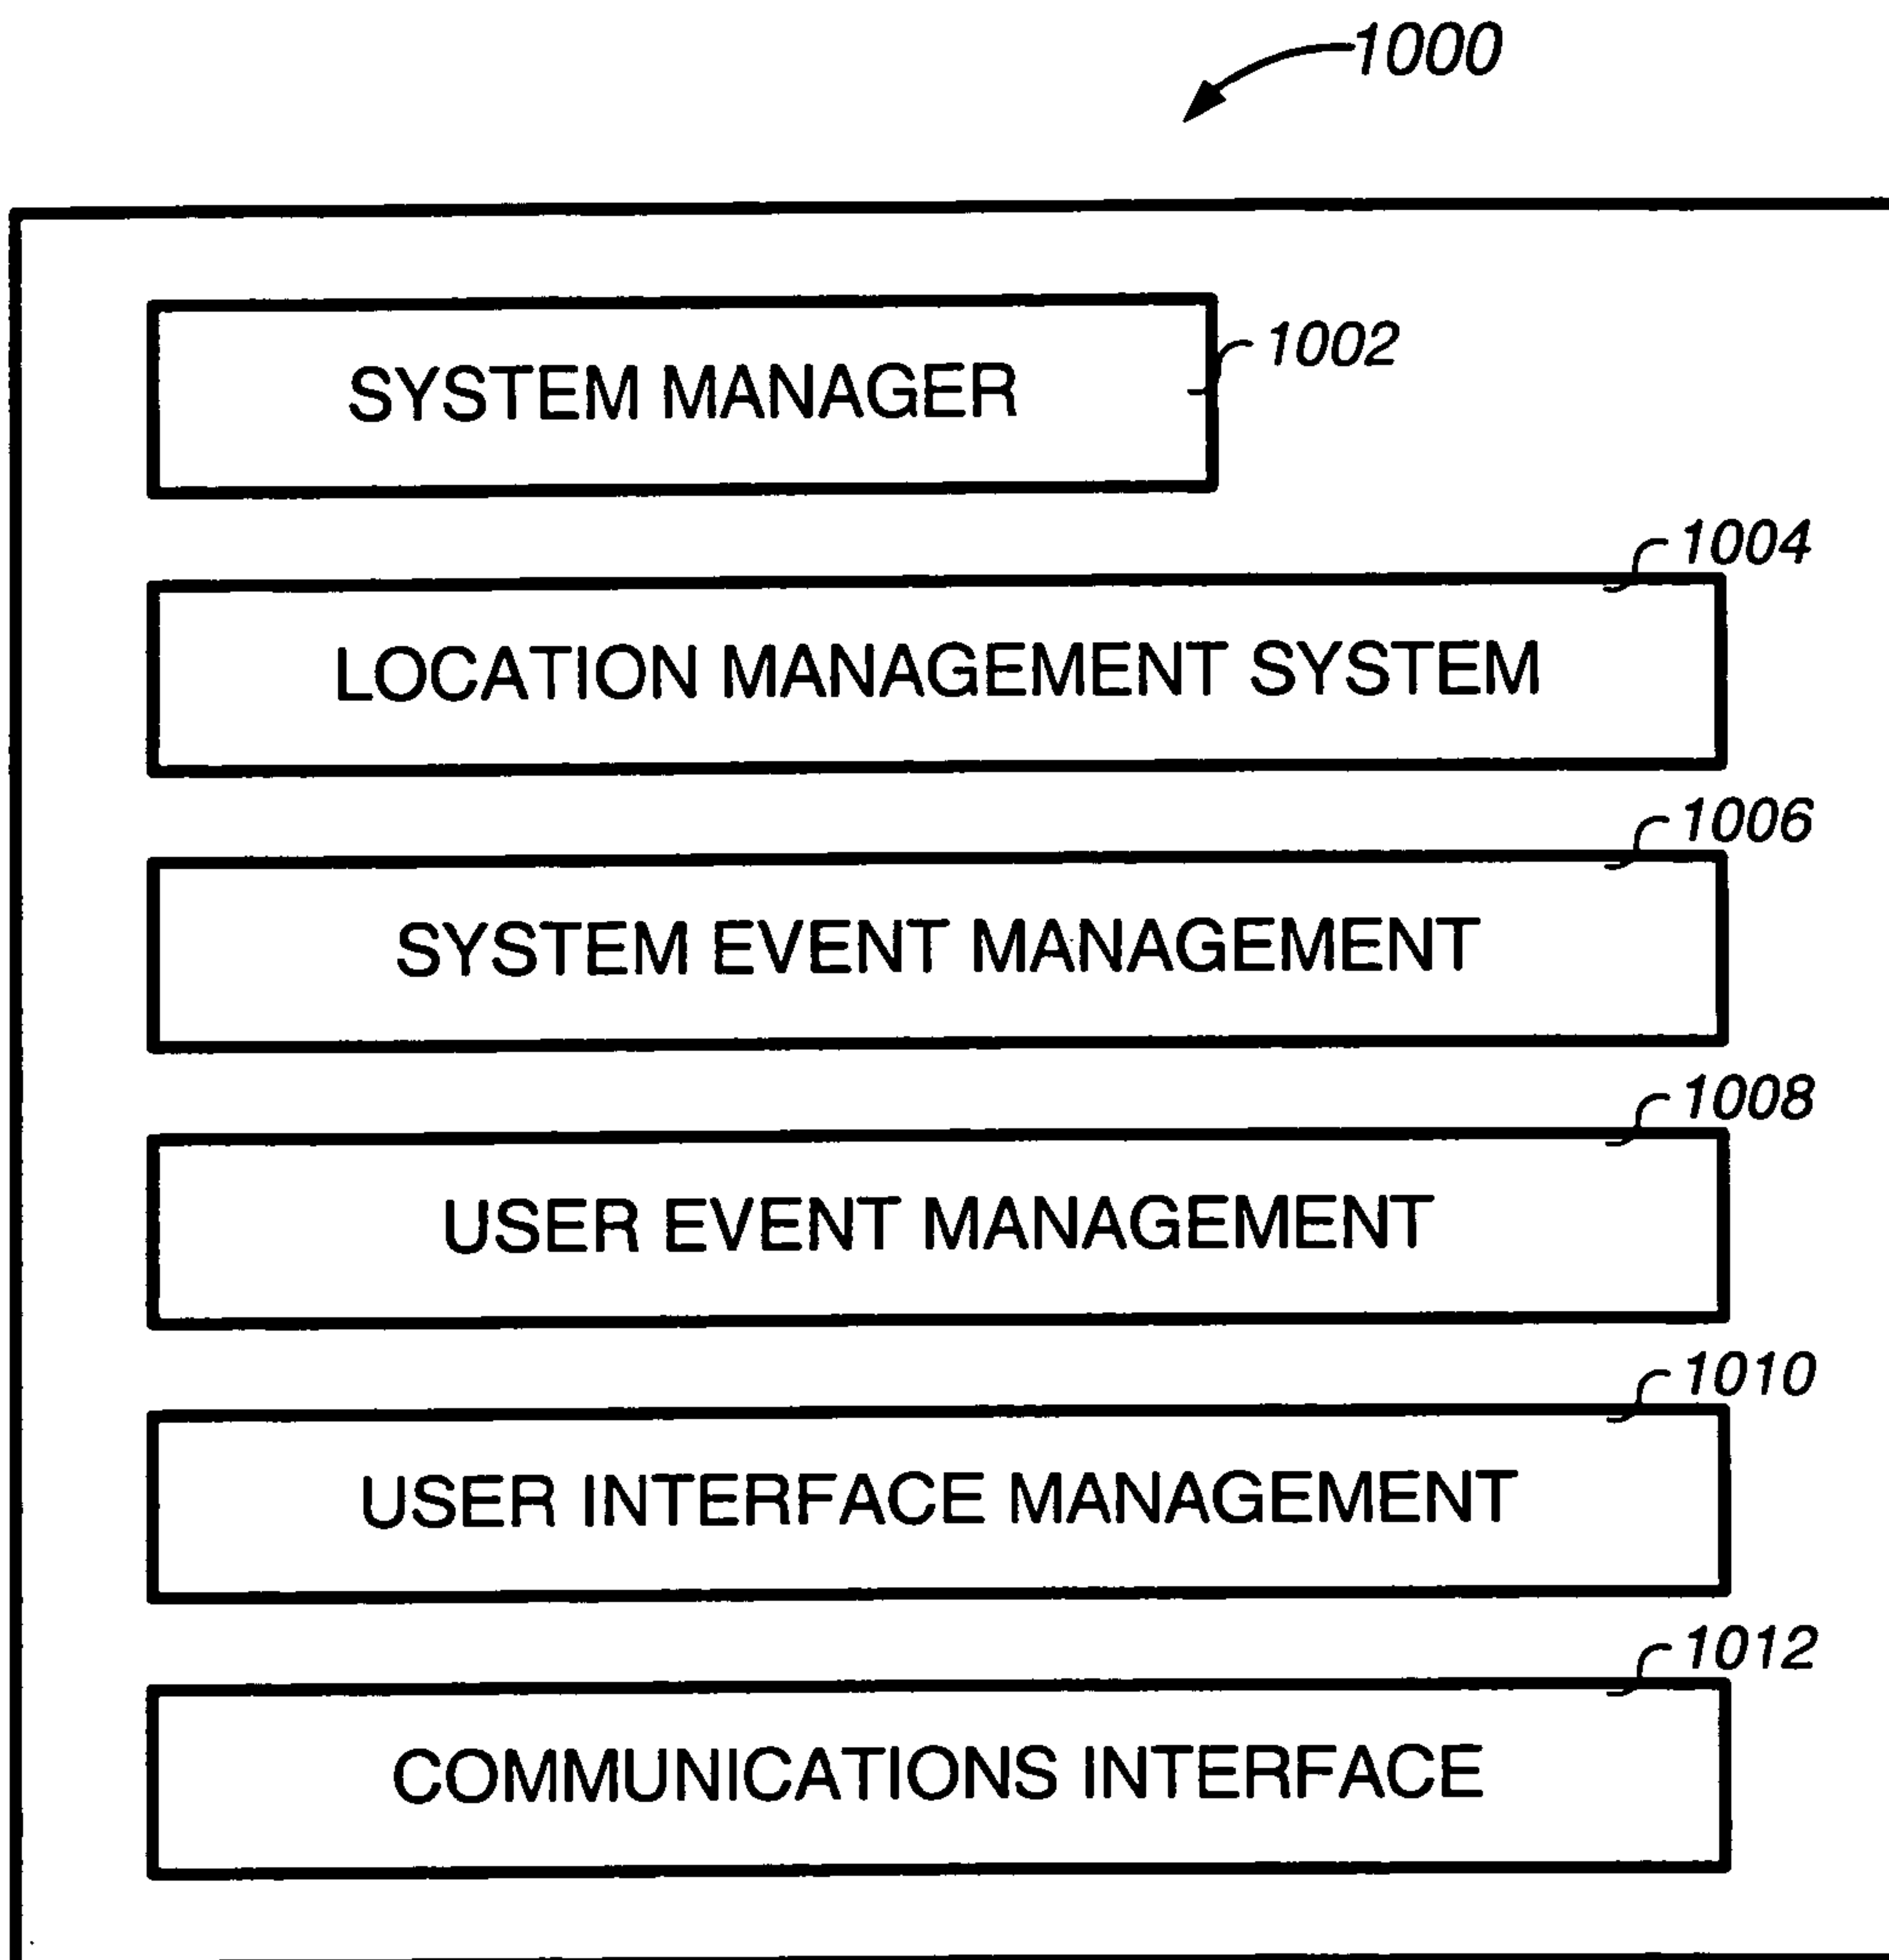 1000
SYSTEM MANAGER
1002
1004
LOCATION MANAGEMENT SYSTEM
1006
SYSTEM EVENT MANAGEMENT
1008
USER EVENT MANAGEMENT
1010
USER INTERFACE MANAGEMENT
1012
COMMUNICATIONS INTERFACE